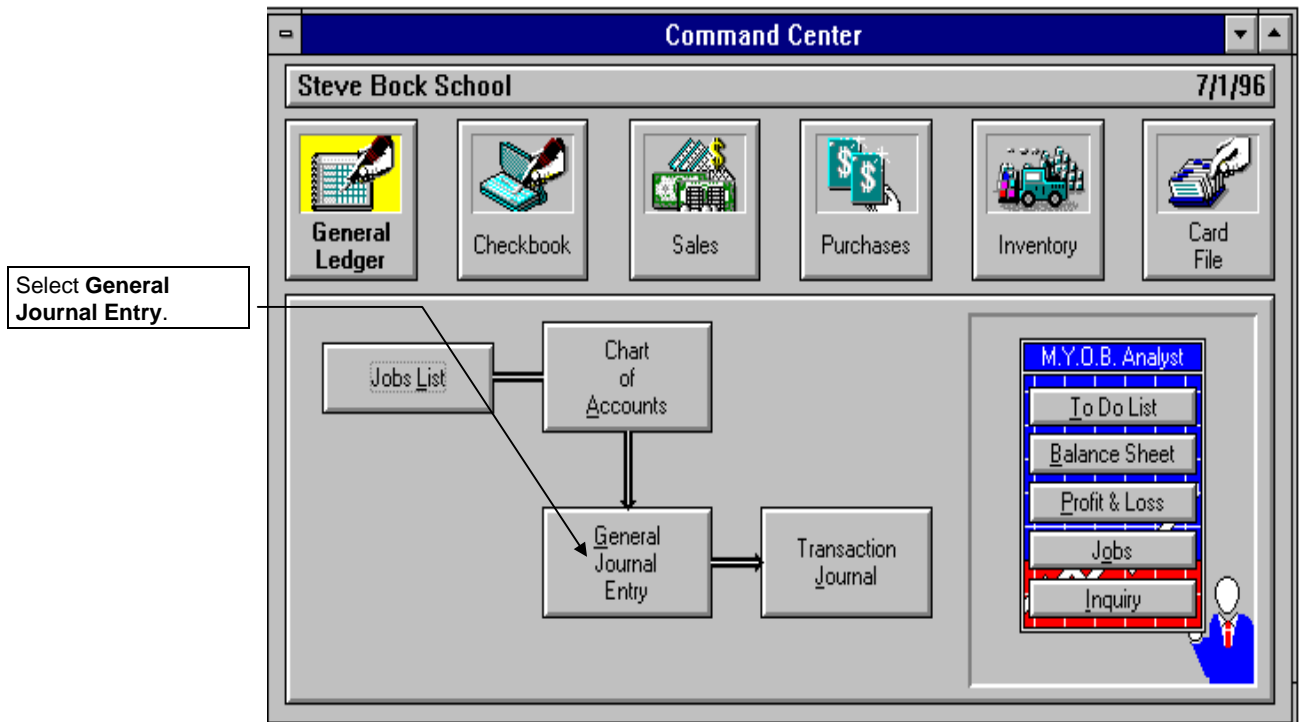 Command Center
Steve Bock School 7/1/96
General
Ledger
Checkbook
Sales
Purchases
Inventory
Card
File
Select General
Journal Entry.
Jobs List
Chart
of
Accounts
General
Journal
Entry
Transaction
Journal
M.Y.O.B. Analyst
To Do List
Balance Sheet
Profit & Loss
Jobs
Inquiry